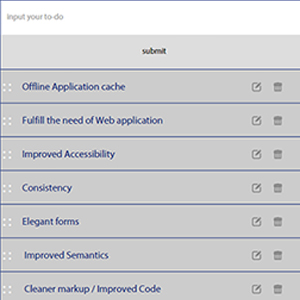 input your to-do
submit
Offline Application cache
Fulfill the need of Web application
Improved Accessibility
Consistency
Elegant forms
Improved Semantics
Cleaner markup / Improved Code